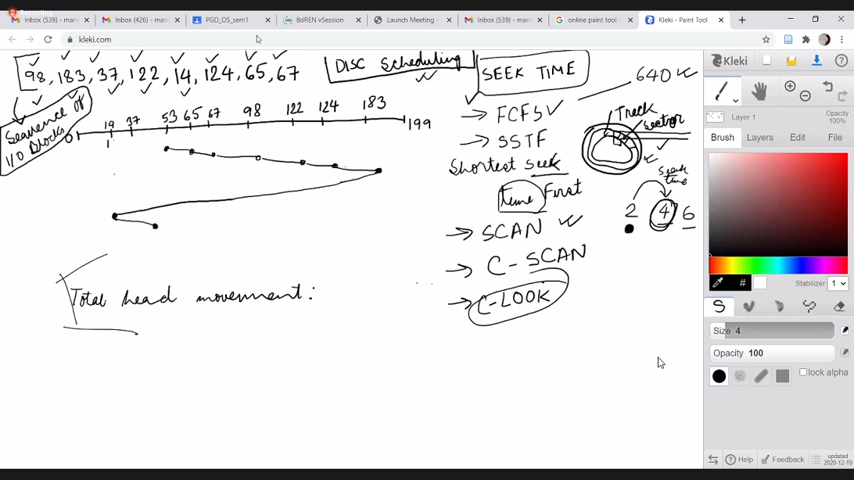 Inbox (539) - m
Inbox (426) - m
PGD_OS_sem1
BdREN vSession
Launch Meeting -
Inbox (539) - m
online paint tool -
Kleki - Paint Tool
kleki.com
98, 183, 37, 122, 14, 124, 65, 67
DISC Scheduling
SEEK TIME
640
Sequence of
I/O Blocks
0 19 37 53 65 67 98 122 124 183 199
1
→ FCFS
→ SSTF
Shortest Seek
Time First
→ SCAN
→ C-SCAN
→ C-LOOK
Track
Section
Seek
time
2 4 6
Total head movement:
Kleki
Layer 1
Opacity
100%
Brush Layers Edit File
#
Stabilizer 1
Size 4
Opacity 100
lock alpha
Help
Feedback
updated
2020-12-19